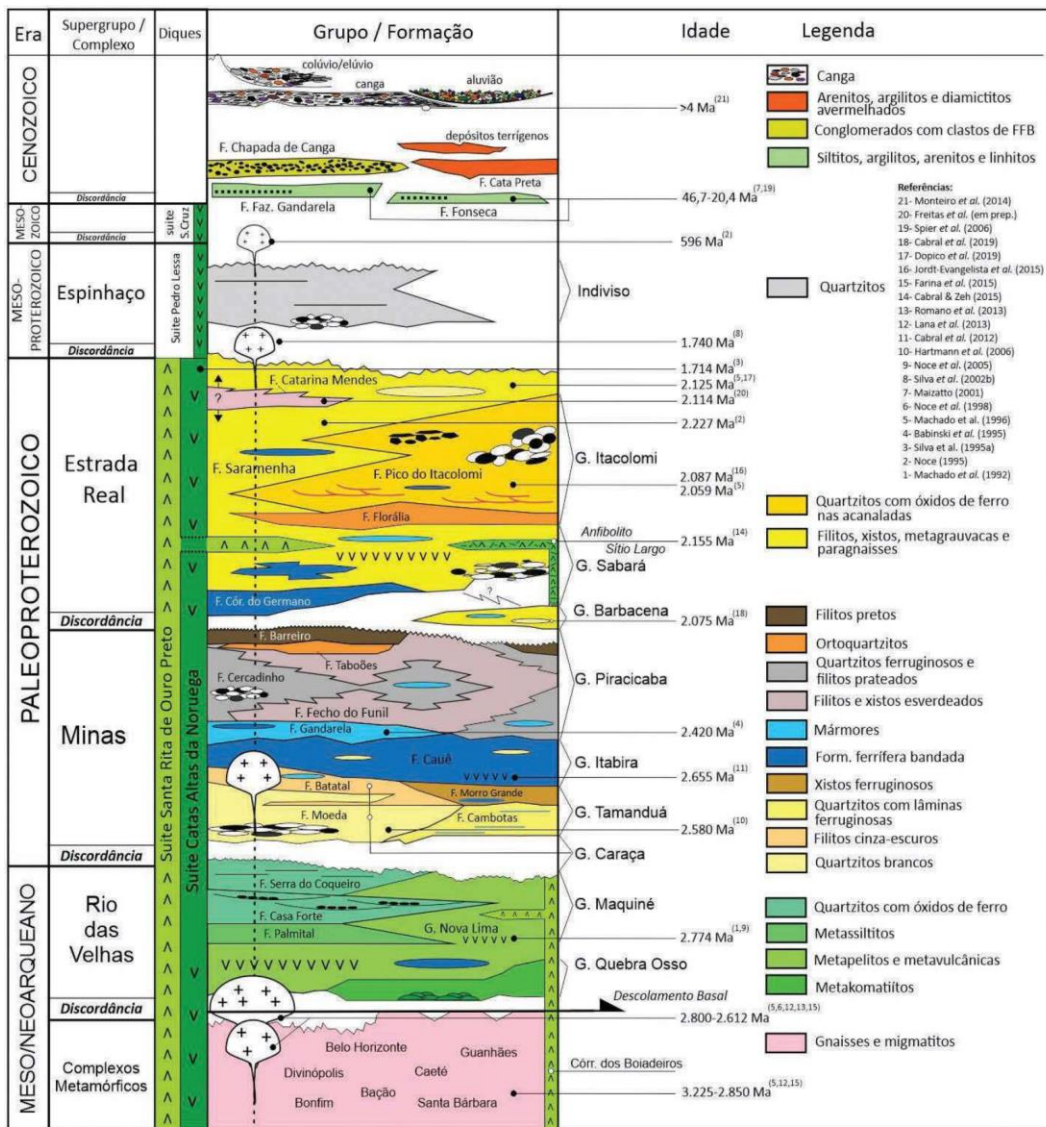 Era
Supergrupo /
Complexo
Diques
Grupo / Formação
Idade
Legenda
CENOZOICO
Discordância
colúvio/elúvio
canga
aluvião
>4 Ma(21)
depósitos terrígenos
F. Chapada de Canga
F. Cata Preta
F. Faz. Gandarela
F. Fonseca
46,7-20,4 Ma(7,19)
MESO-
ZOICO
Discordância
suite
S.Cruz
596 Ma(2)
MESO-
PROTEROZOICO
Espinhaço
Discordância
Suite Pedro Lessa
Indiviso
1.740 Ma(8)
PALEOPROTEROZOICO
Estrada
Real
Discordância
1.714 Ma(3)
F. Catarina Mendes
2.125 Ma(5,17)
?
2.114 Ma(20)
2.227 Ma(2)
G. Itacolomi
F. Saramenha
F. Pico do Itacolomi
2.087 Ma(16)
2.059 Ma(5)
F. Florália
Anfibolito
Sítio Largo
2.155 Ma(14)
G. Sabará
?
F. Cór. do Germano
G. Barbacena
2.075 Ma(18)
Minas
Discordância
Suite Santa Rita de Ouro Preto
Suite Catas Altas da Noruega
F. Barreiro
F. Taboões
F. Cercadinho
G. Piracicaba
F. Fecho do Funil
F. Gandarela
2.420 Ma(4)
F. Cauê
G. Itabira
2.655 Ma(11)
F. Batatal
F. Morro Grande
G. Tamanduá
F. Moeda
F. Cambotas
2.580 Ma(10)
G. Caraça
MESO/NEOARQUEANO
Rio
das
Velhas
Discordância
F. Serra do Coqueiro
G. Maquiné
F. Casa Forte
F. Palmital
G. Nova Lima
2.774 Ma(1,9)
G. Quebra Osso
Descolamento Basal
2.800-2.612 Ma(5,6,12,13,15)
Complexos
Metamórficos
Belo Horizonte
Guanhães
Divinópolis
Caeté
Bação
Bonfim
Santa Bárbara
Córr. dos Boiadeiros
3.225-2.850 Ma(5,12,15)
Canga
Arenitos, argilitos e diamictitos
avermelhados
Conglomerados com clastos de FFB
Siltitos, argilitos, arenitos e linhitos
Referências:
21- Monteiro et al. (2014)
20- Freitas et al. (em prep.)
19- Spier et al. (2006)
18- Cabral et al. (2019)
17- Dopico et al. (2019)
16- Jordt-Evangelista et al. (2015)
15- Farina et al. (2015)
14- Cabral & Zeh (2015)
13- Romano et al. (2013)
12- Lana et al. (2013)
11- Cabral et al. (2012)
10- Hartmann et al. (2006)
9- Noce et al. (2005)
8- Silva et al. (2002b)
7- Maizatto (2001)
6- Noce et al. (1998)
5- Machado et al. (1996)
4- Babinski et al. (1995)
3- Silva et al. (1995a)
2- Noce (1995)
1- Machado et al. (1992)
Quartzitos
Quartzitos com óxidos de ferro
nas acanaladas
Filitos, xistos, metagrauvacas e
paragnaisses
Filitos pretos
Ortoquartzitos
Quartzitos ferruginosos e
filitos prateados
Filitos e xistos esverdeados
Mármores
Form. ferrífera bandada
Xistos ferruginosos
Quartzitos com lâminas
ferruginosas
Filitos cinza-escuros
Quartzitos brancos
Quartzitos com óxidos de ferro
Metassiltitos
Metapelitos e metavulcânicas
Metakomatiítos
Gnaisses e migmatitos